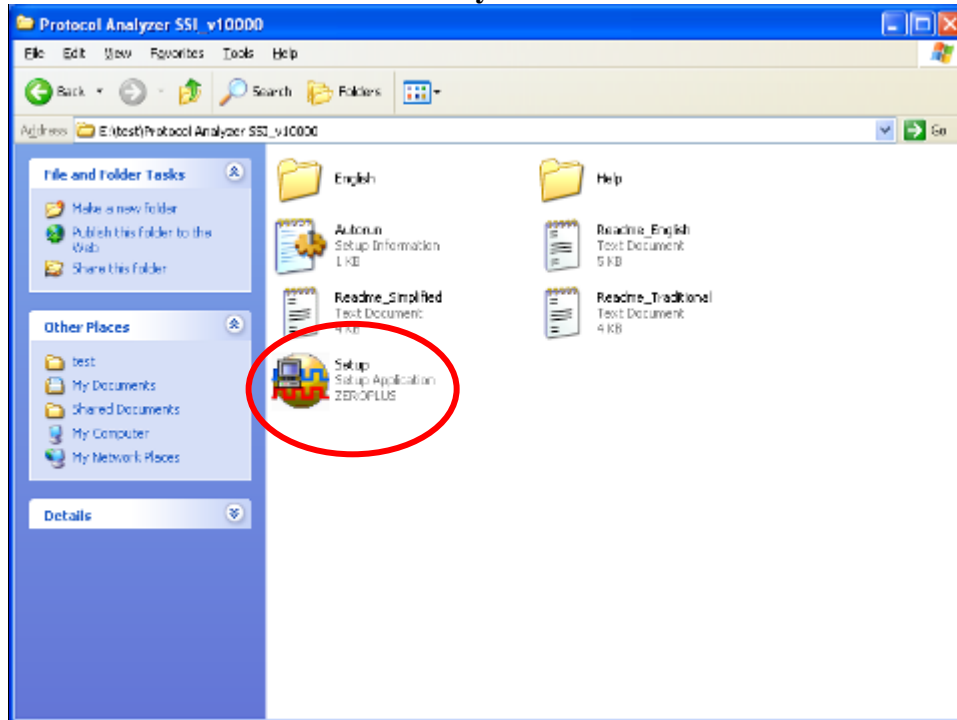 Protocol Analyzer SSI_v10000
File Edit View Favorites Tools Help
Back Search Folders
Address E:\test\Protocol Analyzer SSI_v10000 Go
File and Folder Tasks
Make a new folder
Publish this folder to the
Web
Share this folder
Other Places
test
My Documents
Shared Documents
My Computer
My Network Places
Details
English
Help
Autorun
Setup Information
1 KB
Readme_English
Text Document
5 KB
Readme_Simplified
Text Document
4 KB
Readme_Traditional
Text Document
4 KB
Setup
Setup Application
ZEROPLUS